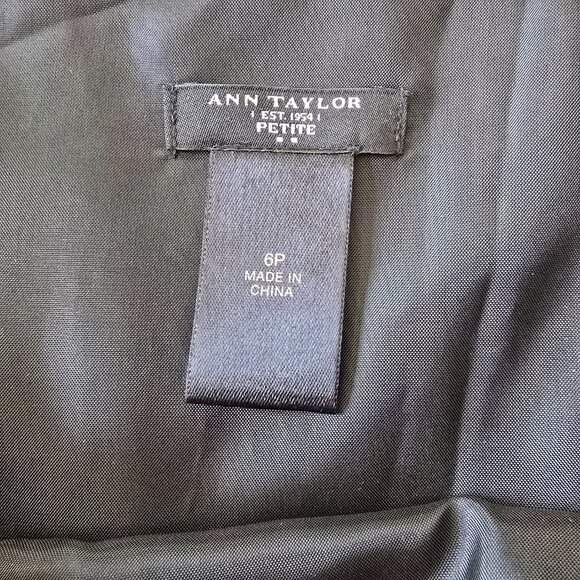 ANN TAYLOR
EST. 1954
PETITE
6P
MADE IN
CHINA